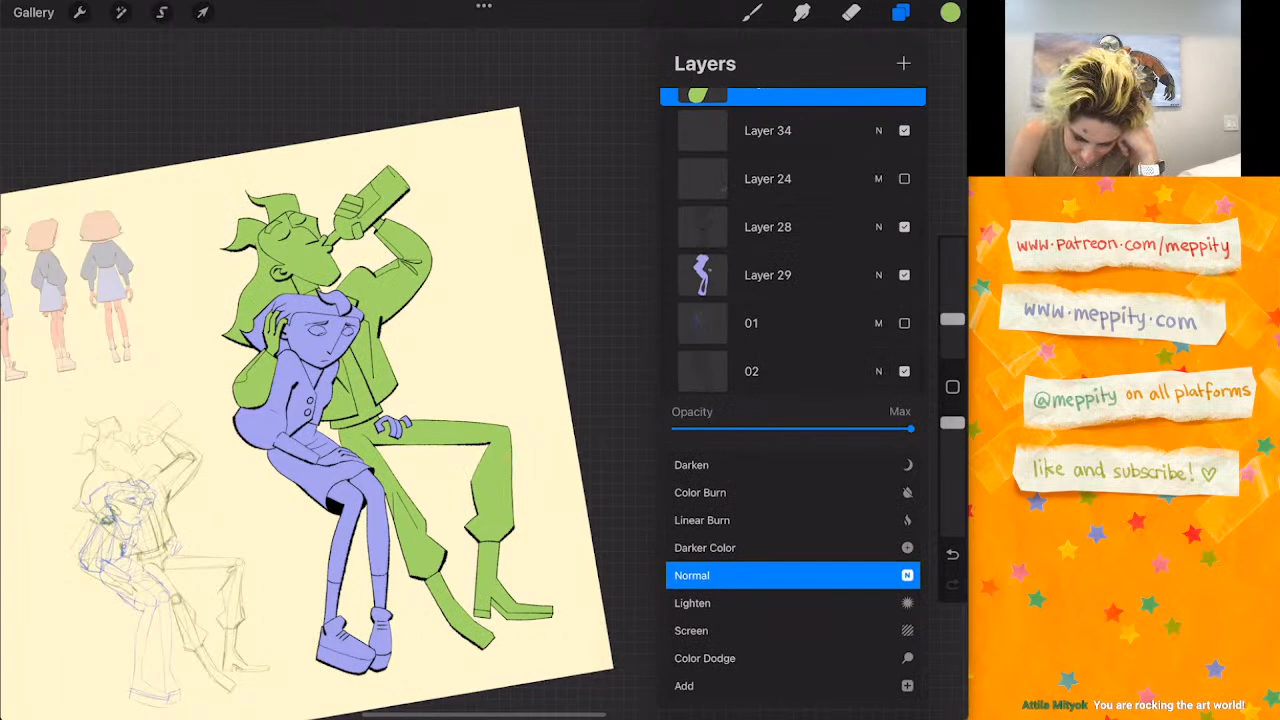 Gallery
Layers
Layer 34 N
Layer 24 M
Layer 28 N
Layer 29 N
01 M
02 N
Opacity Max
Darken
Color Burn
Linear Burn
Darker Color
Normal N
Lighten
Screen
Color Dodge
Add
www.patreon.com/meppity
www.meppity.com
@meppity on all platforms
like and subscribe! ♡
Attila Mityok You are rocking the art world!